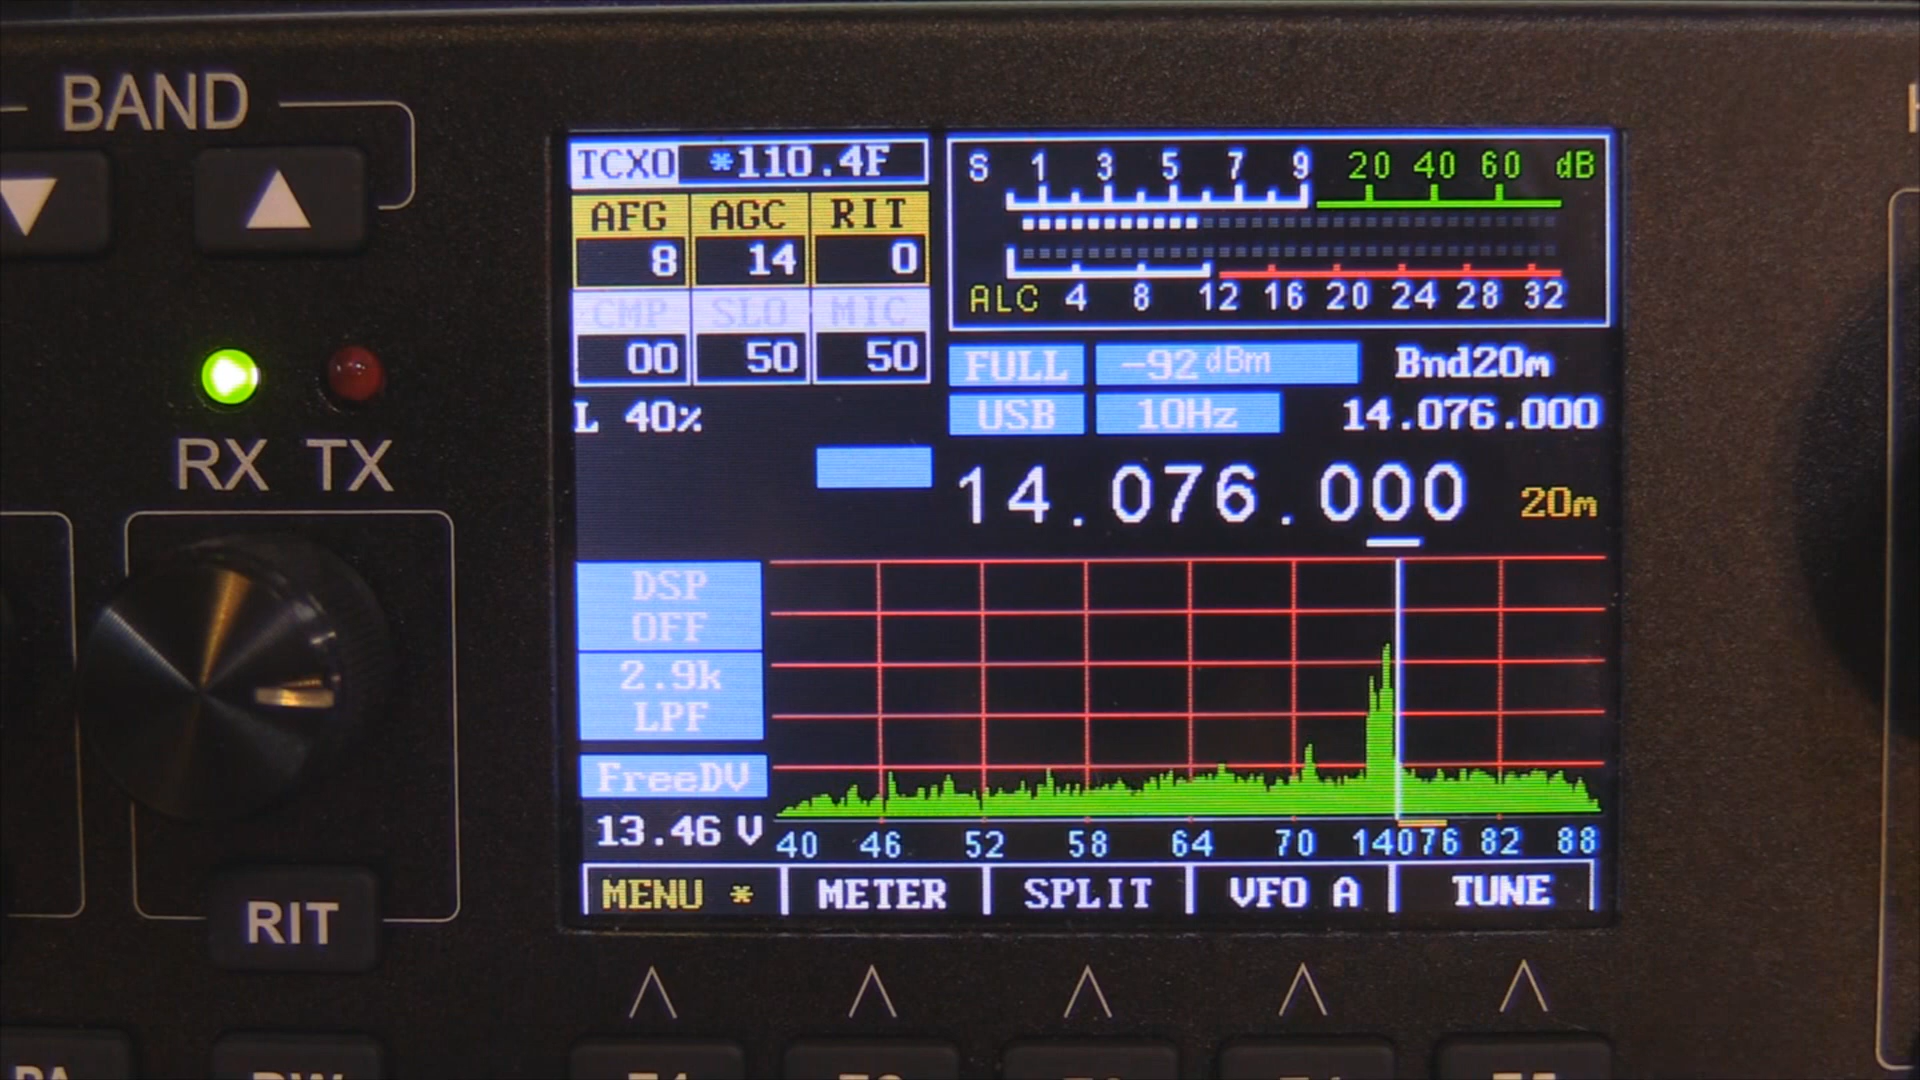 BAND
TCXO *110.4F
S 1 3 5 7 9 20 40 60 dB
AFG AGC RIT
8 14 0
ALC 4 8 12 16 20 24 28 32
CMP SLO MIC
00 50 50
FULL -92 dBm Bnd20m
L 40%
USB 10Hz 14.076.000
RX TX
14.076.000 20m
DSP
OFF
2.9k
LPF
FreeDV
13.46 V
40 46 52 58 64 70 14076 82 88
MENU * METER SPLIT VFO A TUNE
RIT